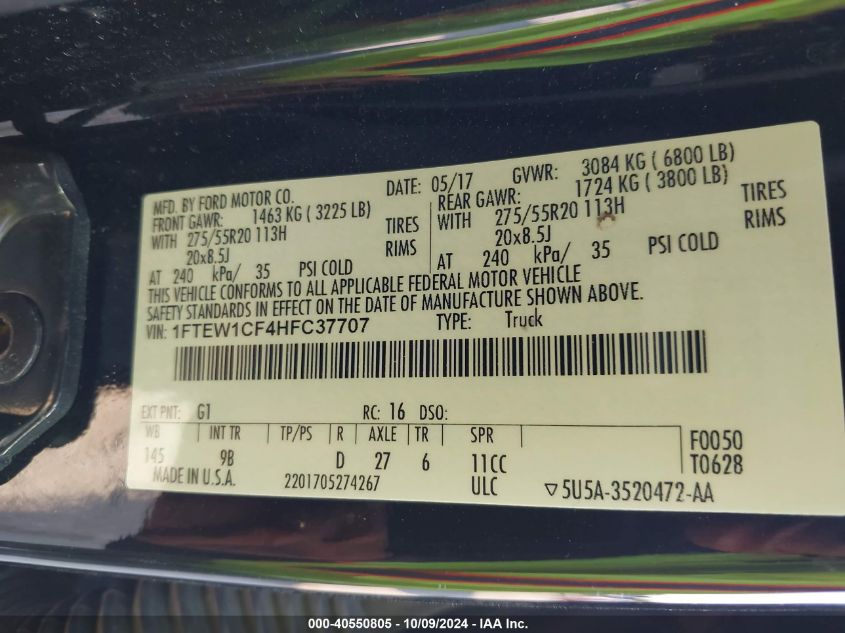 MFD. BY FORD MOTOR CO. DATE: 05/17 GVWR: 3084 KG ( 6800 LB)
FRONT GAWR: 1463 KG ( 3225 LB) REAR GAWR: 1724 KG ( 3800 LB)
WITH 275/55R20 113H TIRES WITH 275/55R20 113H TIRES
20x8.5J RIMS 20x8.5J RIMS
AT 240 kPa/ 35 PSI COLD AT 240 kPa/ 35 PSI COLD
THIS VEHICLE CONFORMS TO ALL APPLICABLE FEDERAL MOTOR VEHICLE
SAFETY STANDARDS IN EFFECT ON THE DATE OF MANUFACTURE SHOWN ABOVE.
VIN: 1FTEW1CF4HFC37707 TYPE: Truck
EXT PNT: G1 RC: 16 DSO:
WB INT TR TP/PS R AXLE TR SPR
145 9B D 27 6 11CC
F0050
T0628
MADE IN U.S.A. 2201705274267 ULC ▽5U5A-3520472-AA
000-40550805 - 10/09/2024 - IAA Inc.